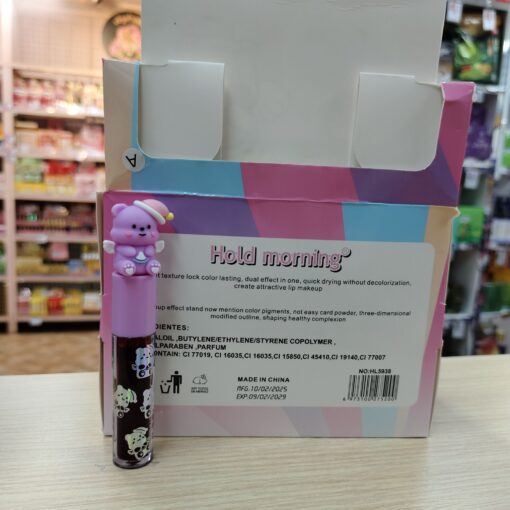 A
Hold morning
texture lock color lasting, dual effect in one, quick drying without decolorization,
create attractive lip makeup
effect stand now mention color pigments, not easy card powder, three-dimensional
modified outline, shaping healthy complexion
DIENTES:
ALOIL ,BUTYLENE/ETHYLENE/STYRENE COPOLYMER ,
LPARABEN ,PARFUM
ONTAIN: CI 77019, CI 16035,CI 16035,CI 15850,CI 45410,CI 19140,CI 77007
MADE IN CHINA
MFG.10/02/2025
EXP.09/02/2029
NO:HL5938